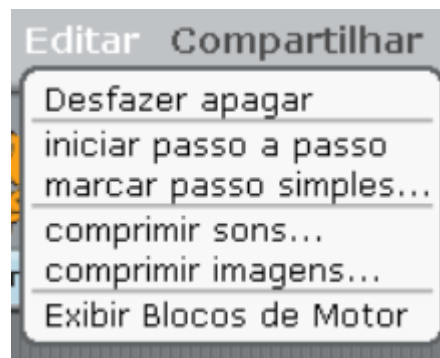 Editar Compartilhar
Desfazer apagar
iniciar passo a passo
marcar passo simples...
comprimir sons...
comprimir imagens...
Exibir Blocos de Motor